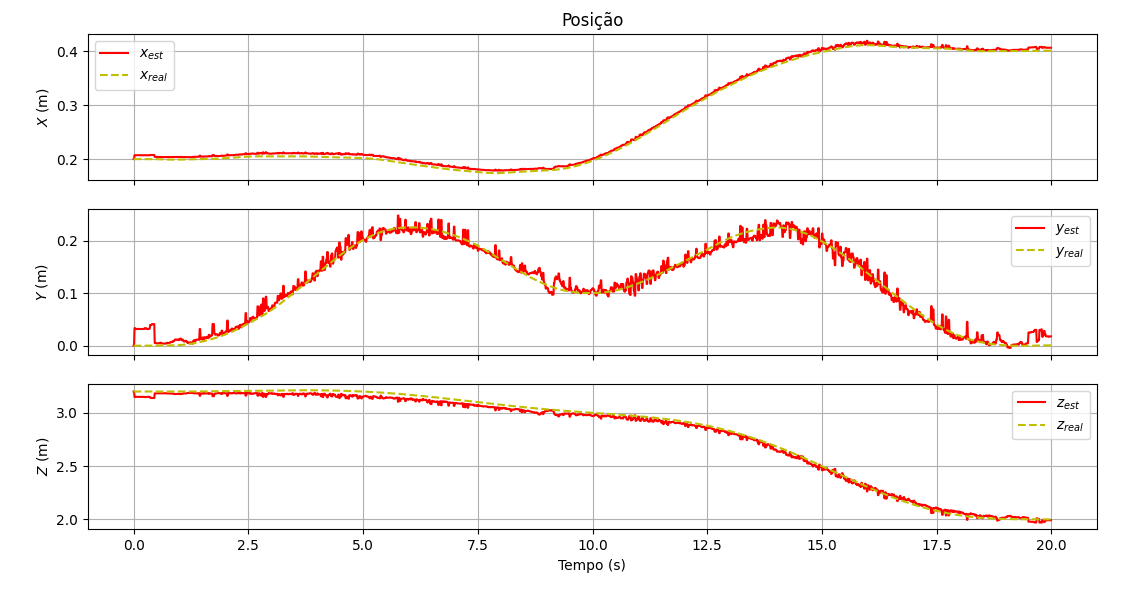 Posição
X (m)
0.4
0.3
0.2
x_est
x_real
Y (m)
0.2
0.1
0.0
y_est
y_real
Z (m)
3.0
2.5
2.0
z_est
z_real
0.0 2.5 5.0 7.5 10.0 12.5 15.0 17.5 20.0
Tempo (s)